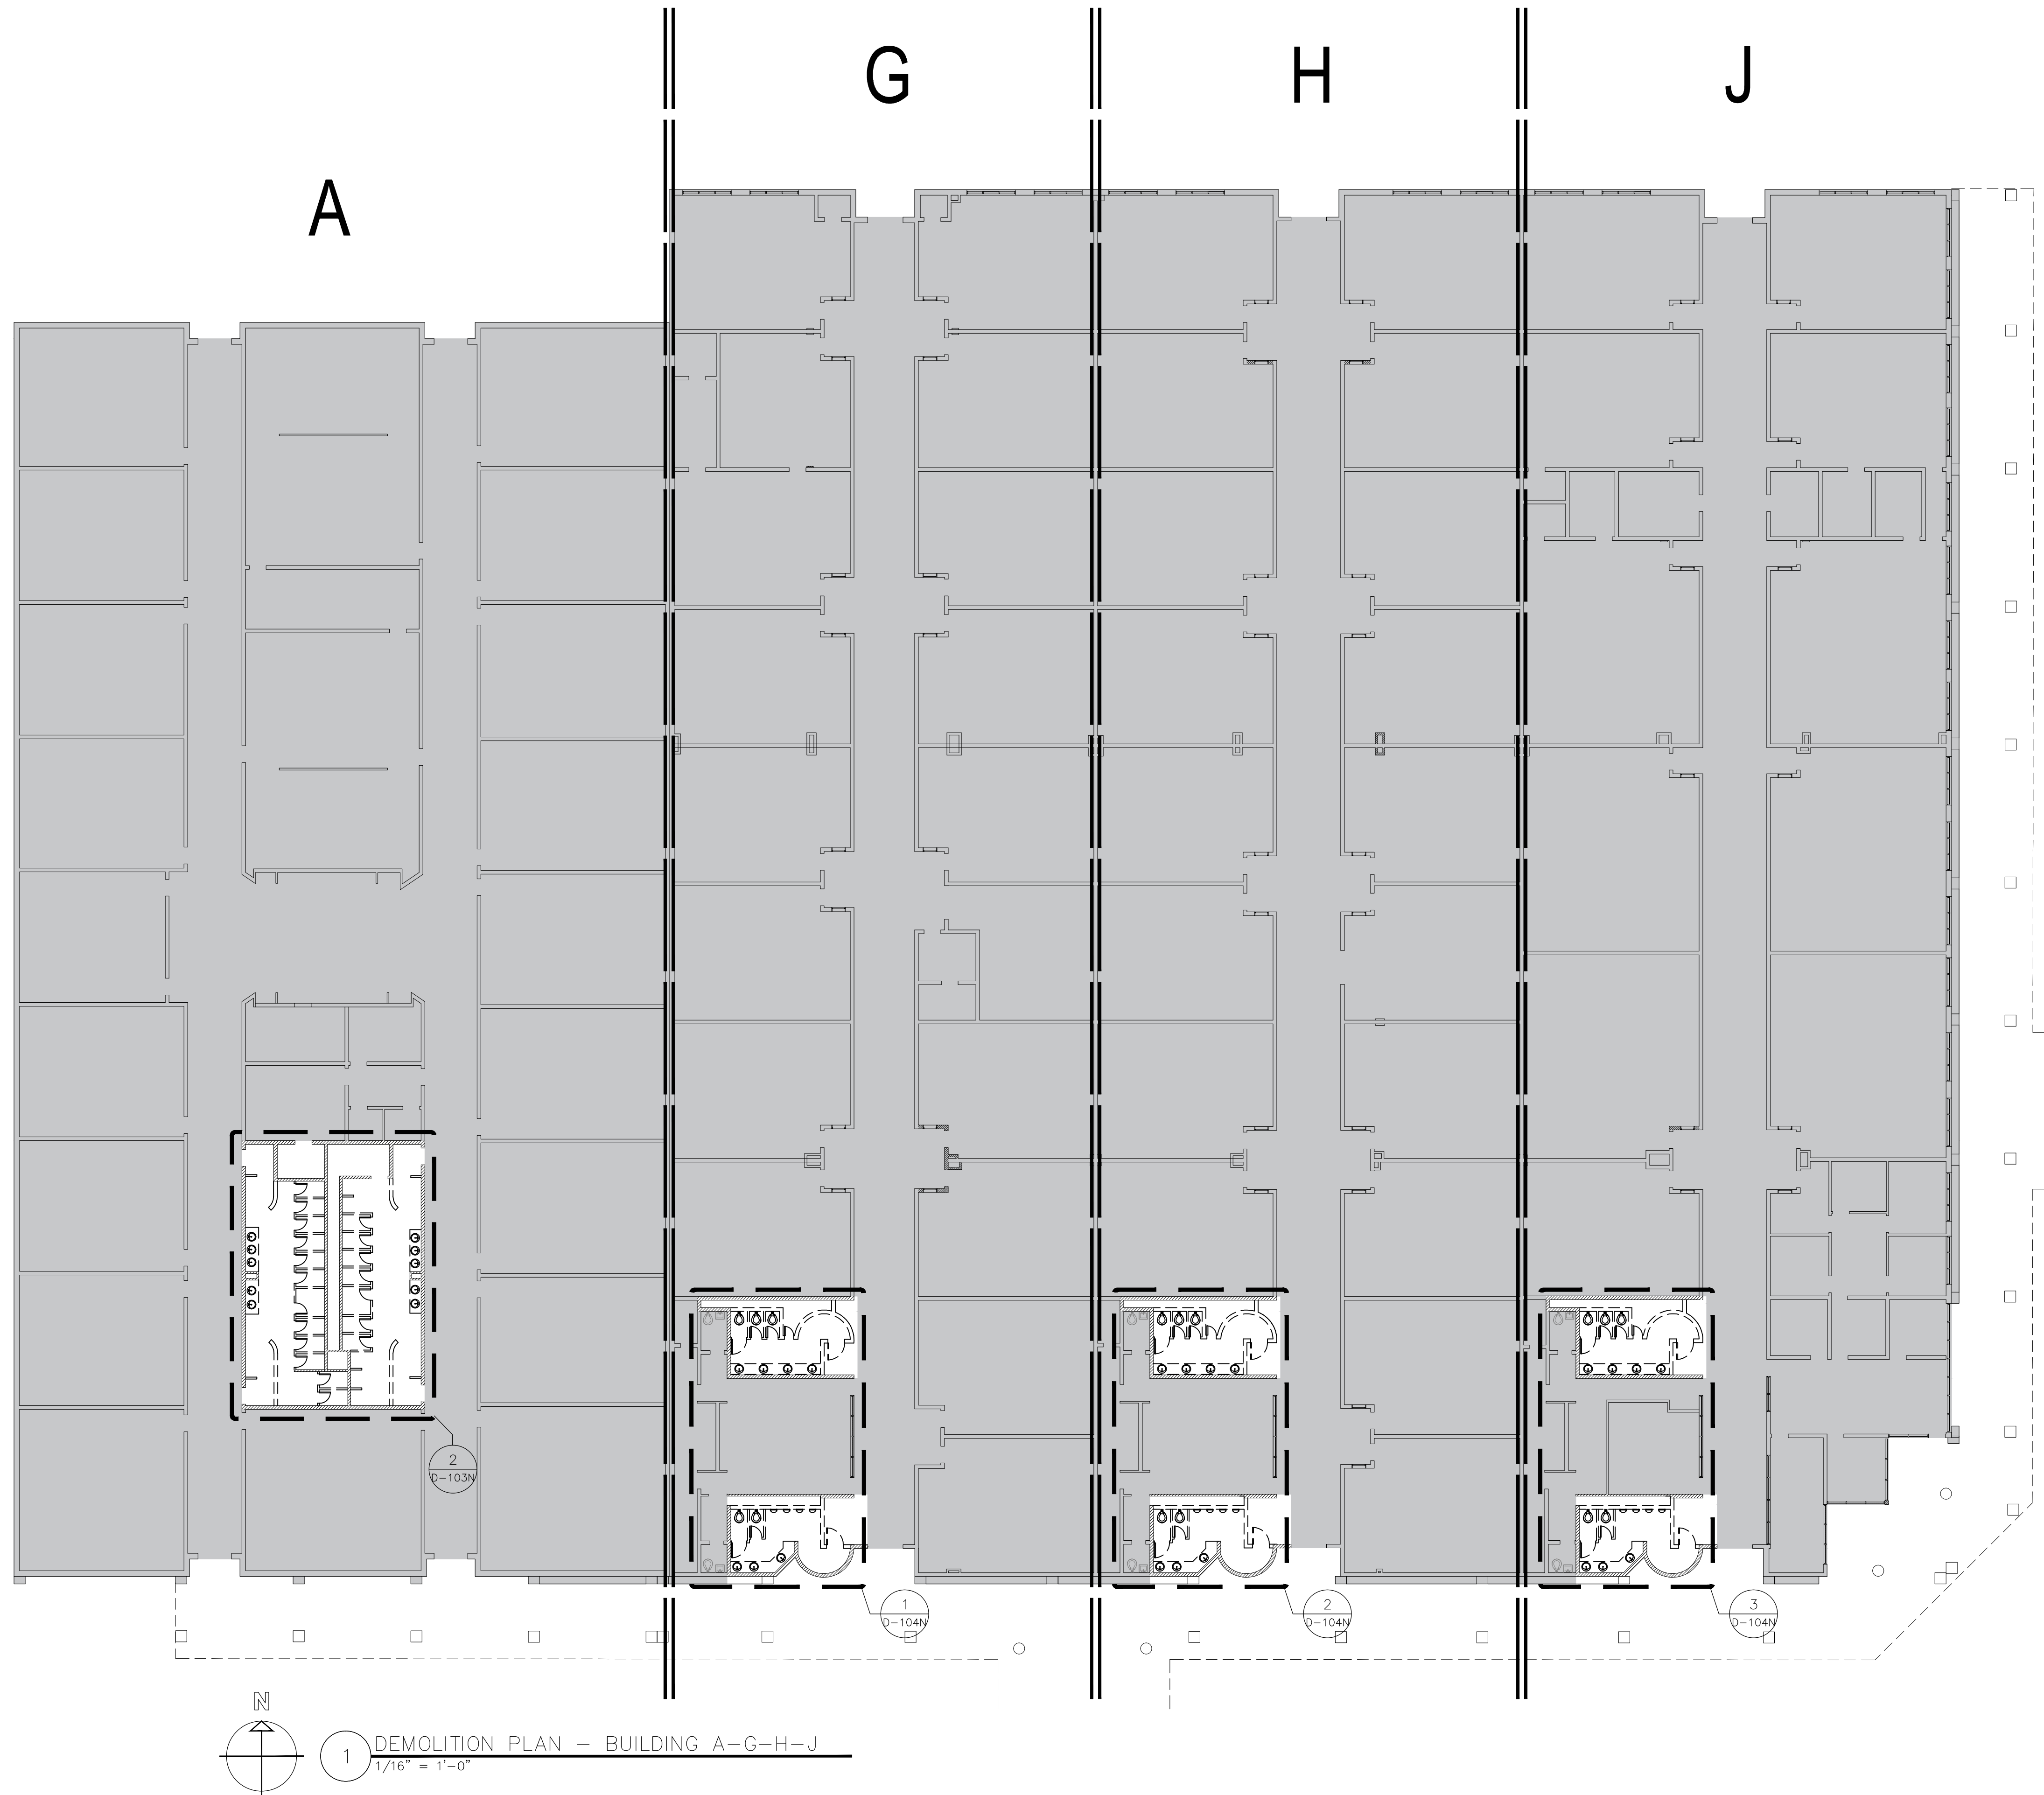 G
H
J
A
2
D-103N
1
D-104N
2
D-104N
3
D-104N
N
1
DEMOLITION PLAN - BUILDING A-G-H-J
1/16" = 1'-0"